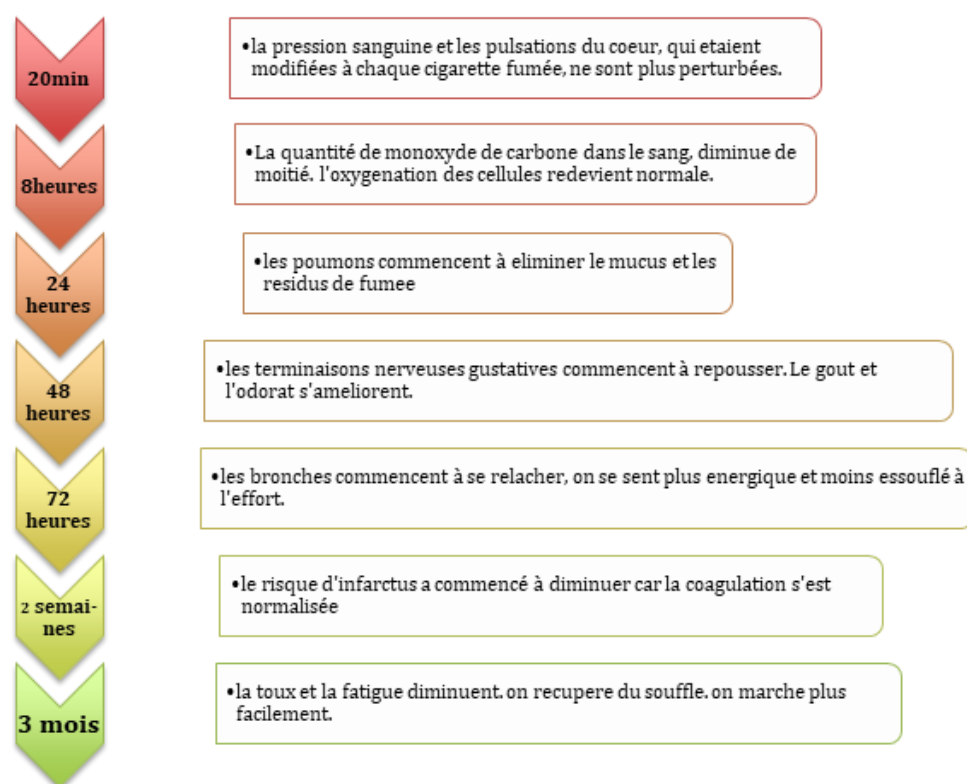 20min
•la pression sanguine et les pulsations du coeur, qui etaient
modifiées à chaque cigarette fumée, ne sont plus perturbées.
8heures
•La quantité de monoxyde de carbone dans le sang, diminue de
moitié. l'oxygenation des cellules redevient normale.
24
heures
•les poumons commencent à eliminer le mucus et les
residus de fumee
48
heures
•les terminaisons nerveuses gustatives commencent à repousser. Le gout et
l'odorat s'ameliorent.
72
heures
•les bronches commencent à se relacher, on se sent plus energique et moins essouflé à
l'effort.
2 semai-
nes
•le risque d'infarctus a commencé à diminuer car la coagulation s'est
normalisée
3 mois
•la toux et la fatigue diminuent. on recupere du souffle. on marche plus
facilement.